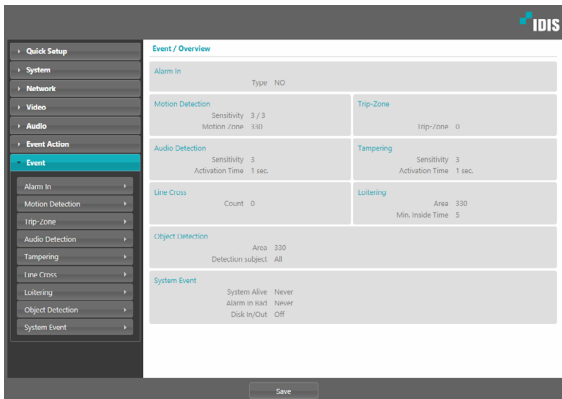 IDIS
Quick Setup
System
Network
Video
Audio
Event Action
Event
Alarm In
Motion Detection
Trip-Zone
Audio Detection
Tampering
Line Cross
Loitering
Object Detection
System Event
Event / Overview
Alarm In
Type NO
Motion Detection
Sensitivity 3 / 3
Motion Zone 330
Trip-Zone
Trip-Zone 0
Audio Detection
Sensitivity 3
Activation Time 1 sec.
Tampering
Sensitivity 3
Activation Time 1 sec.
Line Cross
Count 0
Loitering
Area 330
Min. Inside Time 5
Object Detection
Area 330
Detection subject All
System Event
System Alive Never
Alarm In Bad Never
Disk In/Out Off
Save